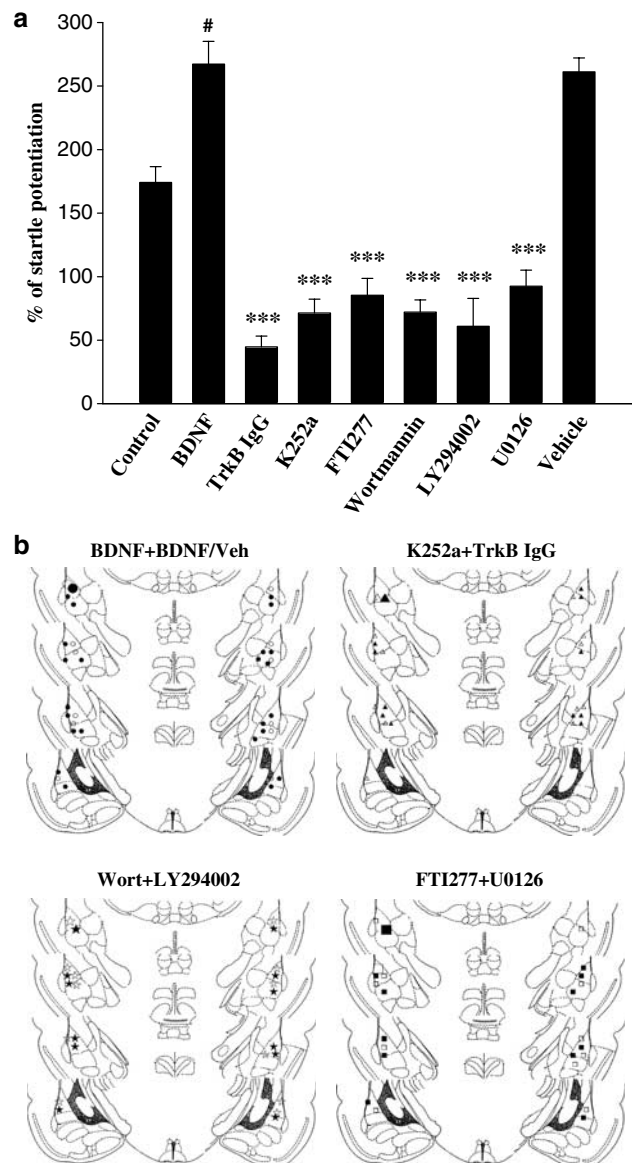 a
300
250
200
150
100
50
0
% of startle potentiation
#
***
***
***
***
***
***
Control
BDNF
TrkB IgG
K252a
FTI277
Wortmannin
LY294002
U0126
Vehicle
b
BDNF+BDNF/Veh
K252a+TrkB IgG
Wort+LY294002
FTI277+U0126